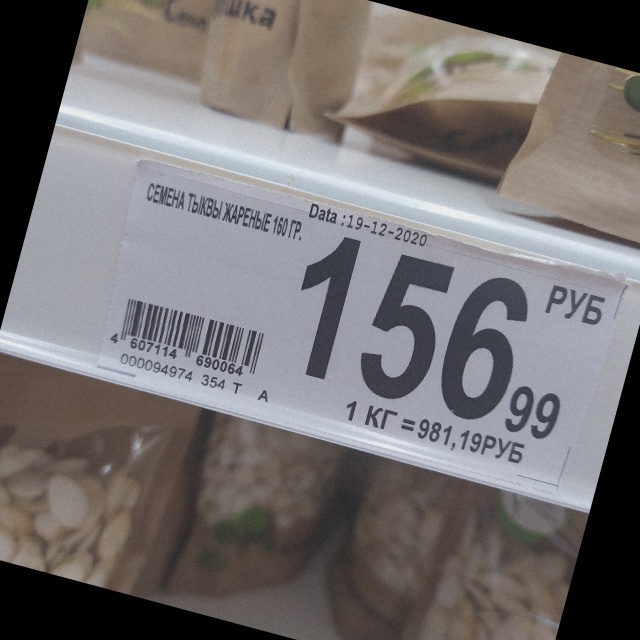 шка
СЕМЕНА ТЫКВЫ ЖАРЕНЫЕ 160 ГР.
Data :19-12-2020
156 99
РУБ
4 607114 690064
000094974 354 T A
1 КГ =981,19РУБ